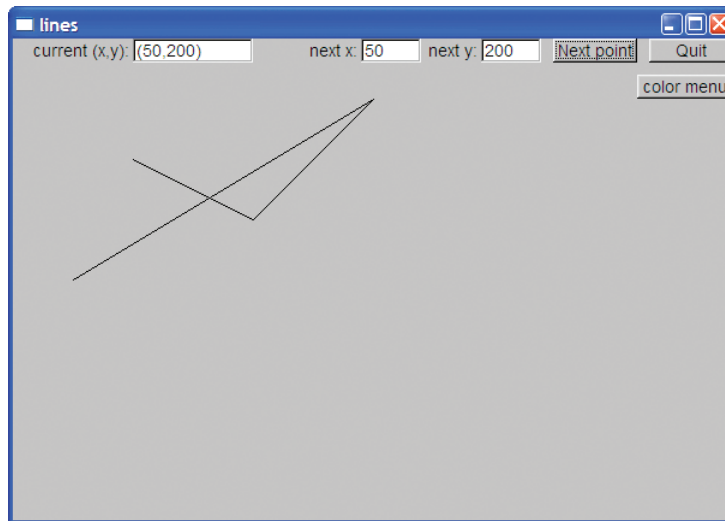 lines
current (x,y): (50,200) next x: 50 next y: 200 Next point Quit
color menu